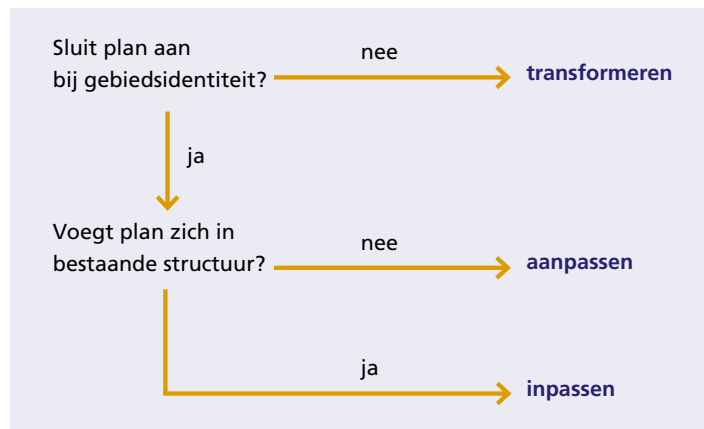 Sluit plan aan
bij gebiedsidentiteit?
nee
transformeren
ja
Voegt plan zich in
bestaande structuur?
nee
aanpassen
ja
inpassen